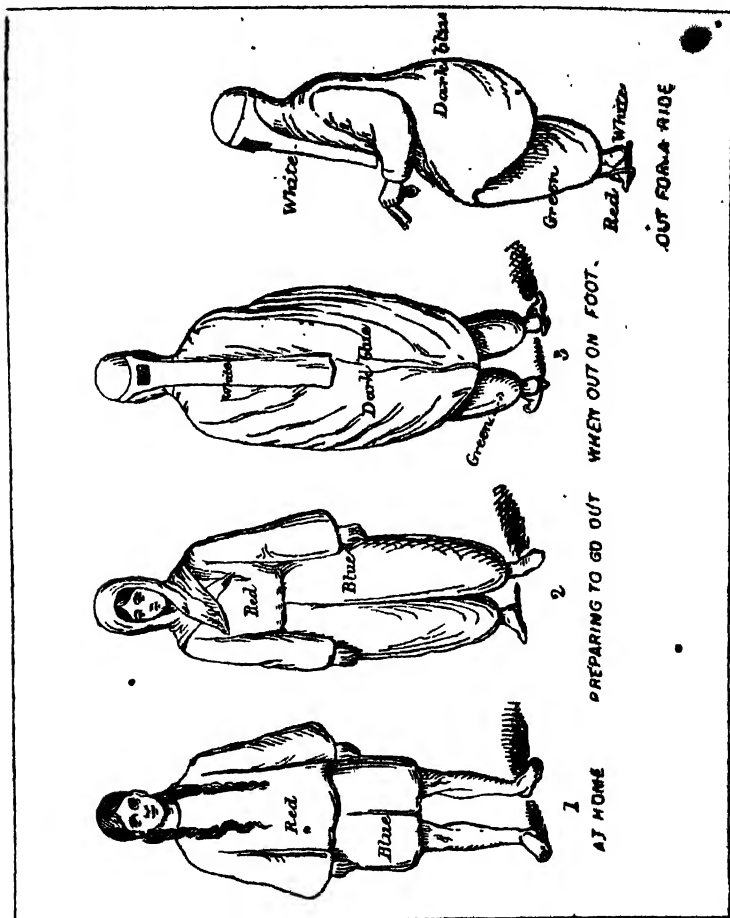 Red
Blue
1
AT HOME
Red
Blue
2
PREPARING TO GO OUT
White
Dark blue
Green
3
WHEN OUT ON FOOT.
White
Dark blue
Green
Red
White
OUT FOR A RIDE